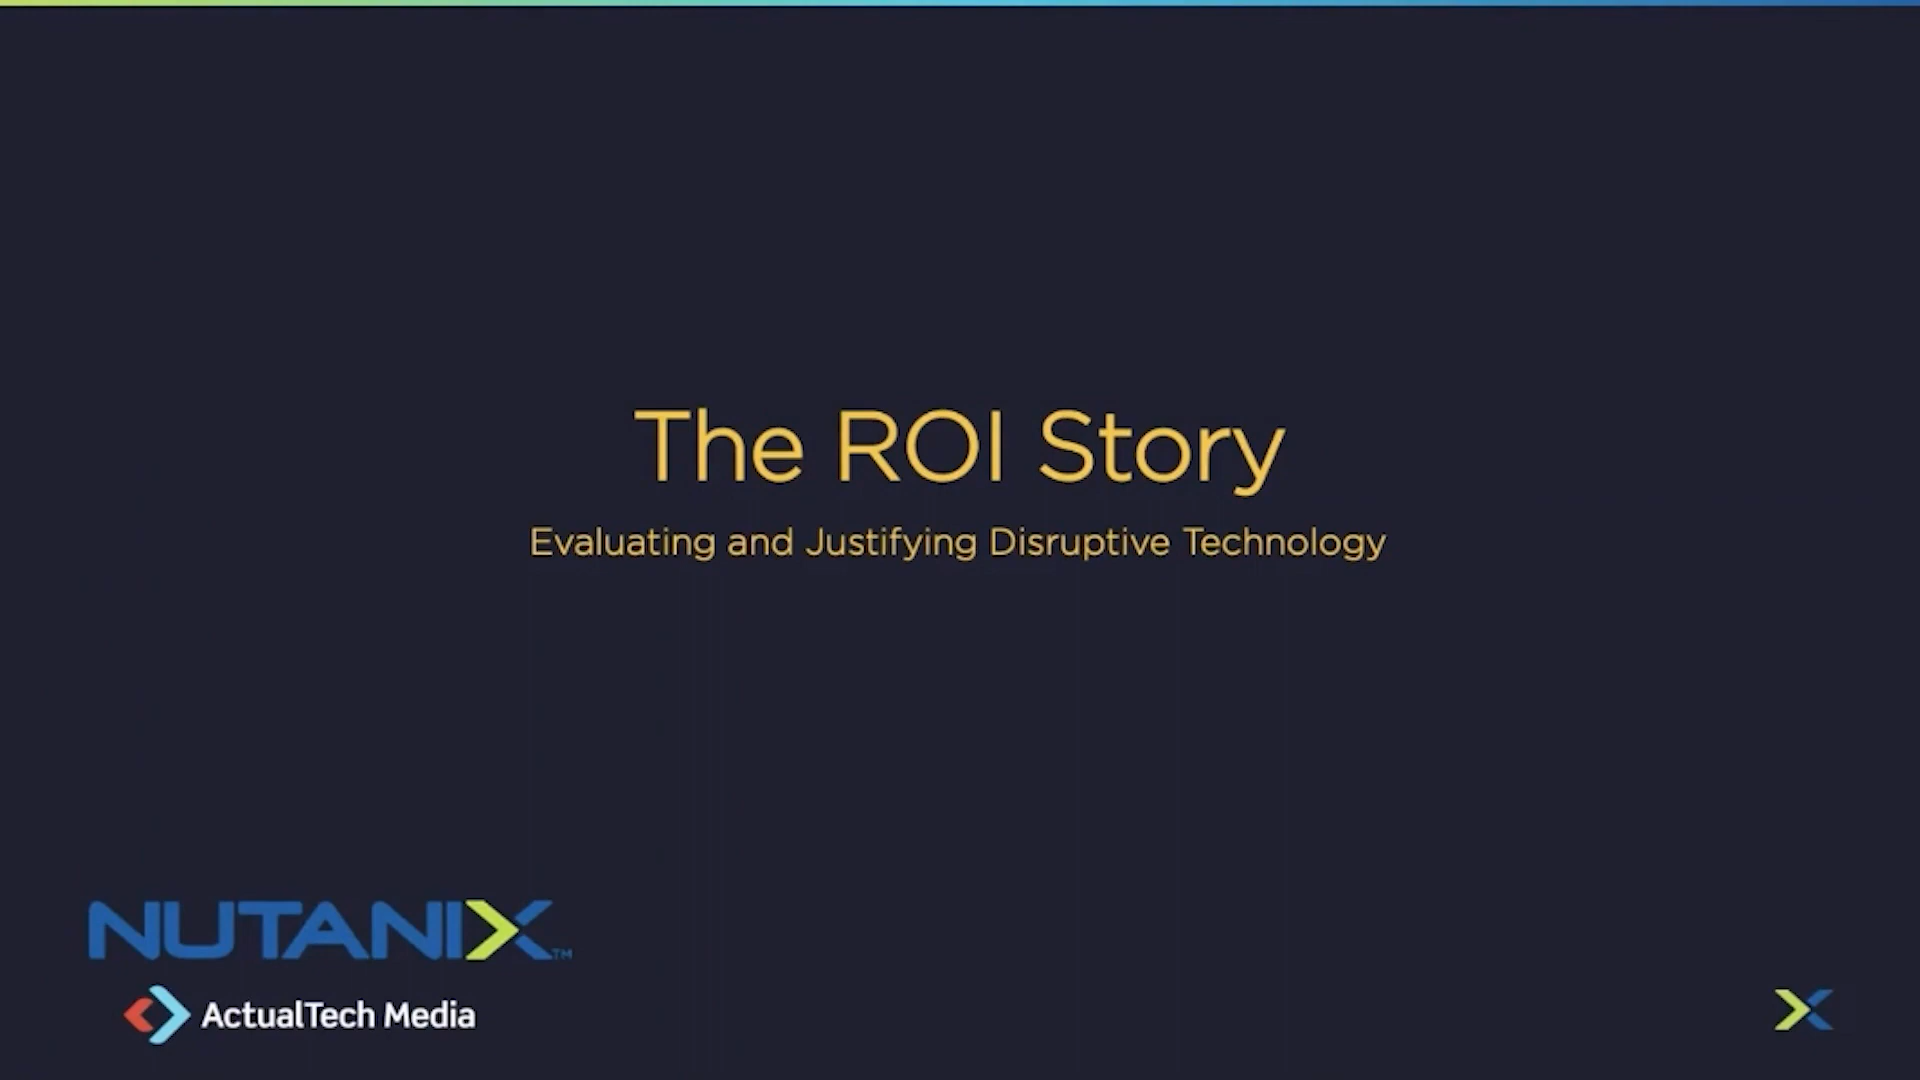 The ROI Story
Evaluating and Justifying Disruptive Technology
NUTANIX™
ActualTech Media